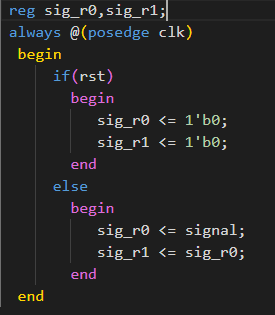 reg sig_r0,sig_r1;
always @(posedge clk)
begin
if(rst)
begin
sig_r0 <= 1'b0;
sig_r1 <= 1'b0;
end
else
begin
sig_r0 <= signal;
sig_r1 <= sig_r0;
end
end